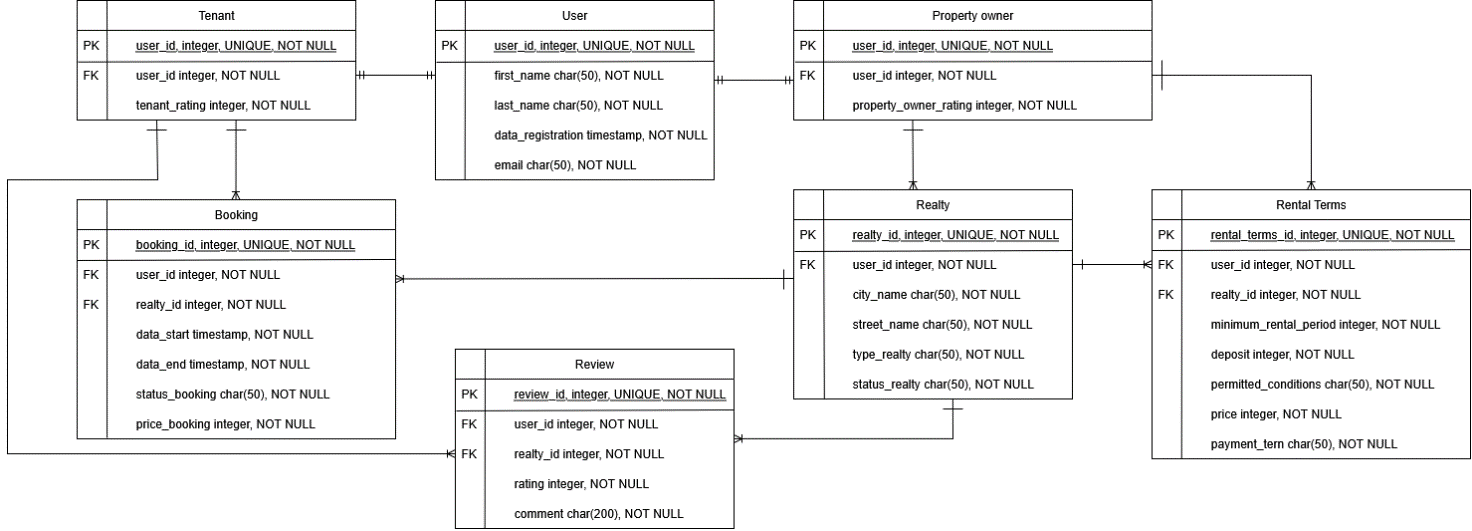 Tenant
PK user_id, integer, UNIQUE, NOT NULL
FK user_id integer, NOT NULL
tenant_rating integer, NOT NULL
User
PK user_id, integer, UNIQUE, NOT NULL
first_name char(50), NOT NULL
last_name char(50), NOT NULL
data_registration timestamp, NOT NULL
email char(50), NOT NULL
Property owner
PK user_id, integer, UNIQUE, NOT NULL
FK user_id integer, NOT NULL
property_owner_rating integer, NOT NULL
Booking
PK booking_id, integer, UNIQUE, NOT NULL
FK user_id integer, NOT NULL
FK realty_id integer, NOT NULL
data_start timestamp, NOT NULL
data_end timestamp, NOT NULL
status_booking char(50), NOT NULL
price_booking integer, NOT NULL
Review
PK review_id, integer, UNIQUE, NOT NULL
FK user_id integer, NOT NULL
FK realty_id integer, NOT NULL
rating integer, NOT NULL
comment char(200), NOT NULL
Realty
PK realty_id, integer, UNIQUE, NOT NULL
FK user_id integer, NOT NULL
city_name char(50), NOT NULL
street_name char(50), NOT NULL
type_realty char(50), NOT NULL
status_realty char(50), NOT NULL
Rental Terms
PK rental_terms_id, integer, UNIQUE, NOT NULL
FK user_id integer, NOT NULL
FK realty_id integer, NOT NULL
minimum_rental_period integer, NOT NULL
deposit integer, NOT NULL
permitted_conditions char(50), NOT NULL
price integer, NOT NULL
payment_tern char(50), NOT NULL